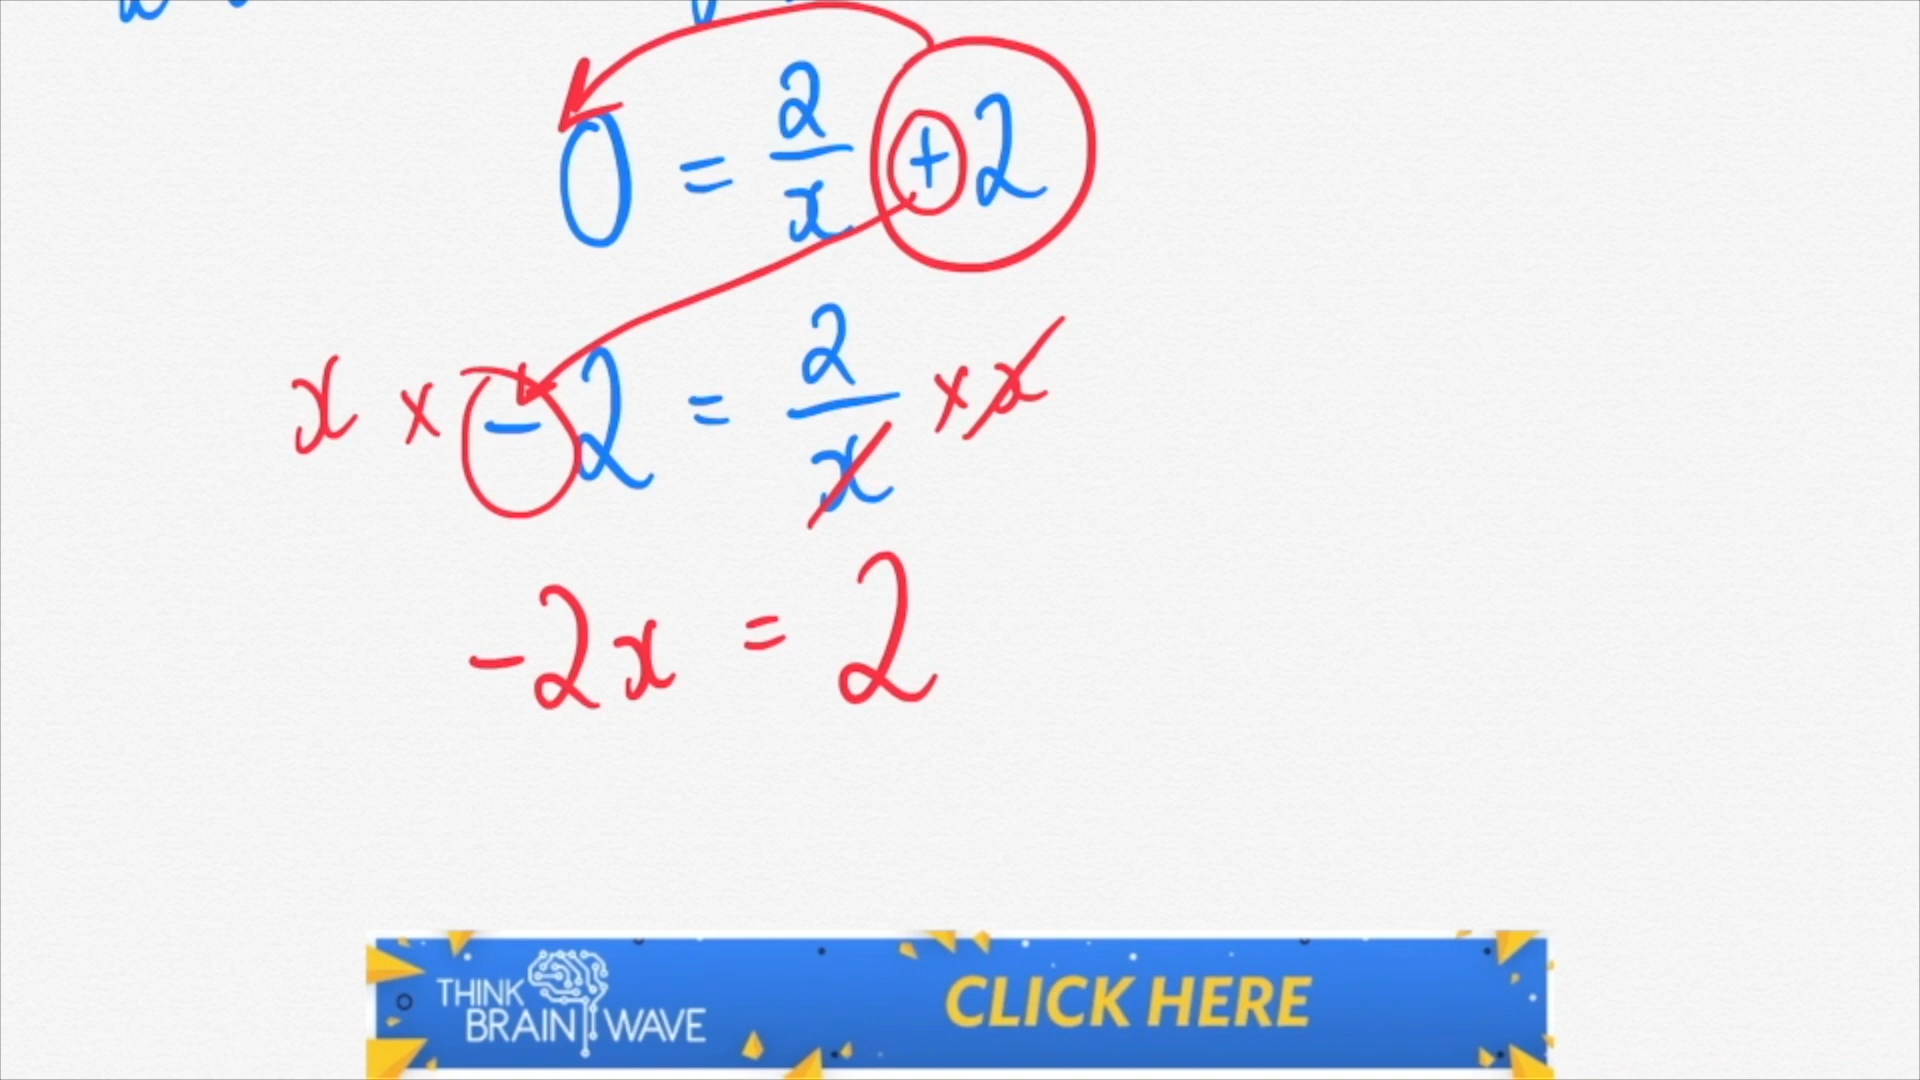 0 = 2/x + 2
x × -2 = 2/x × x
-2x = 2
THINK
BRAIN WAVE
CLICK HERE